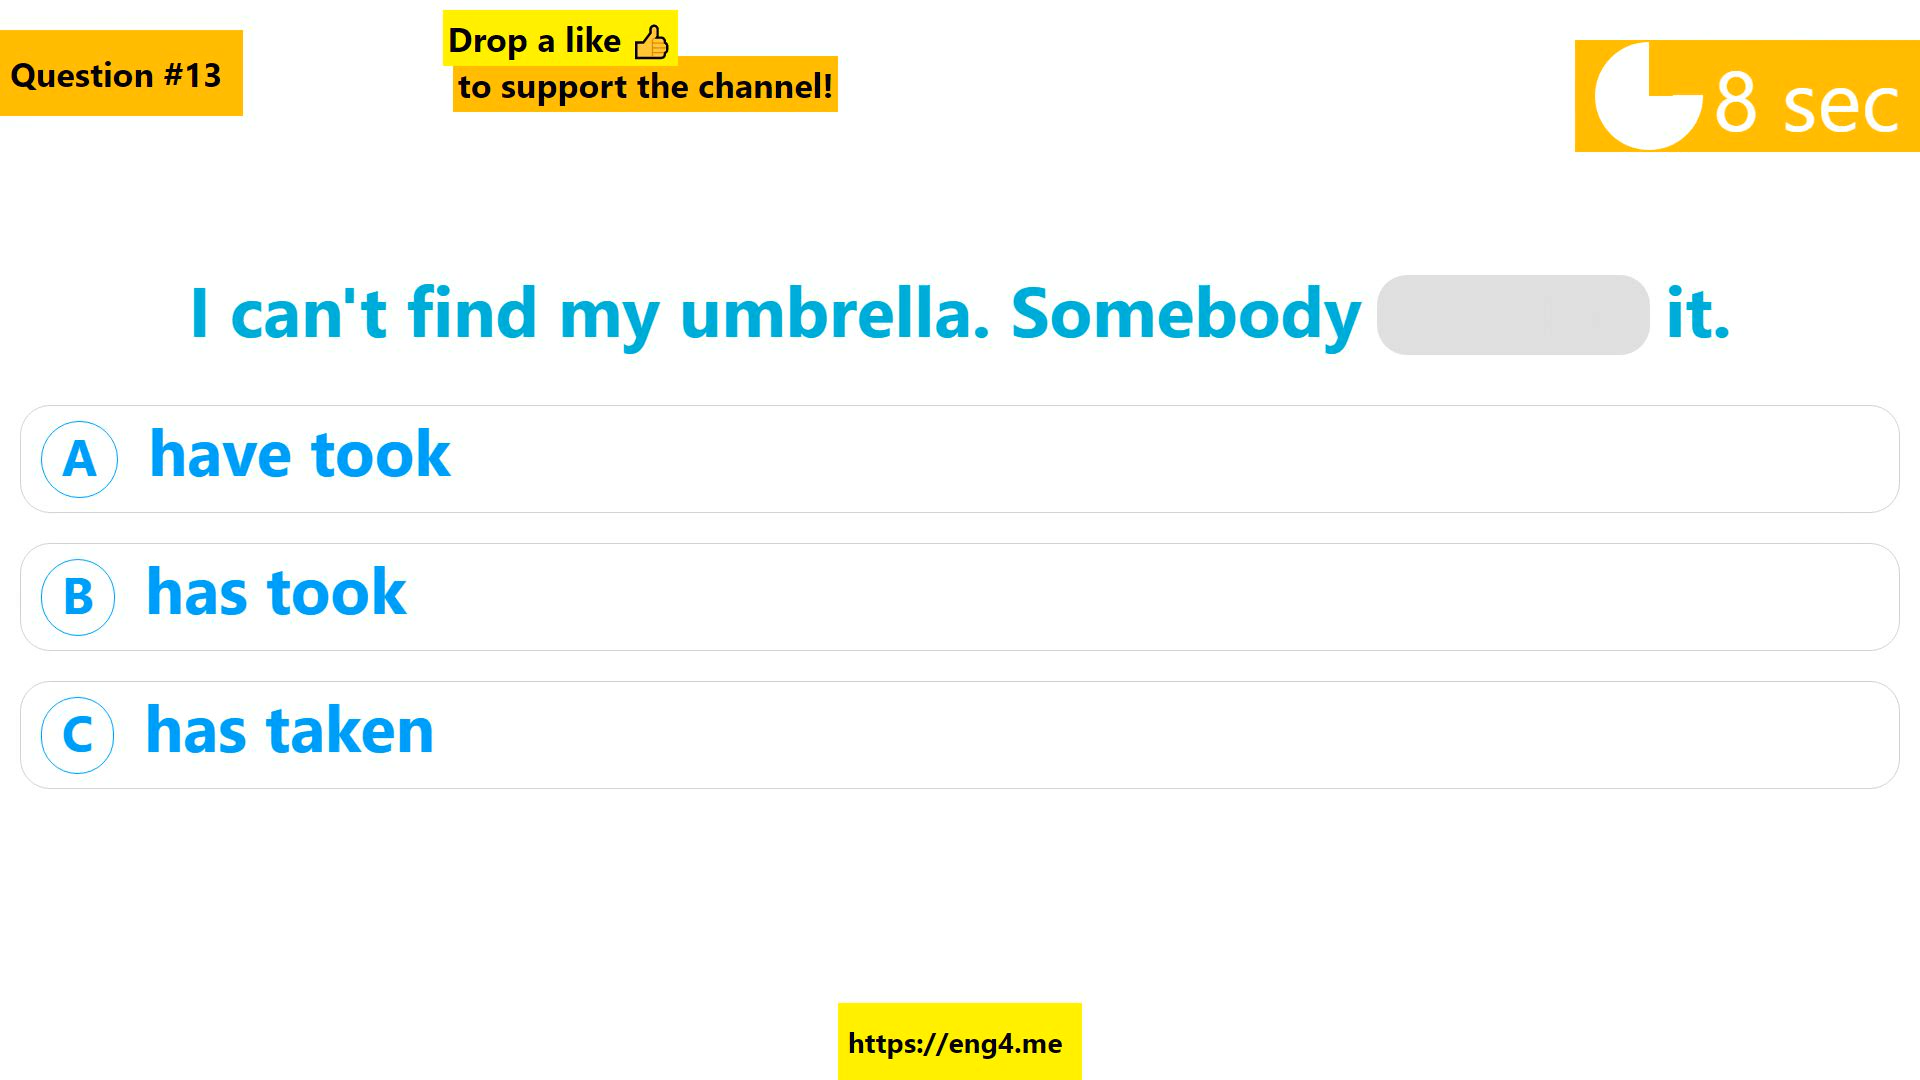 Question #13
Drop a like 👍
to support the channel!
8 sec
I can't find my umbrella. Somebody it.
A have took
B has took
C has taken
https://eng4.me